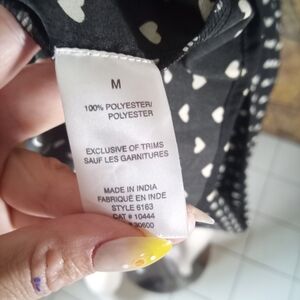 M
100% POLYESTER/
POLYESTER
EXCLUSIVE OF TRIMS
SAUF LES GARNITURES
MADE IN INDIA
FABRIQUÉ EN INDE
STYLE 6163
CAT # 10444
30600